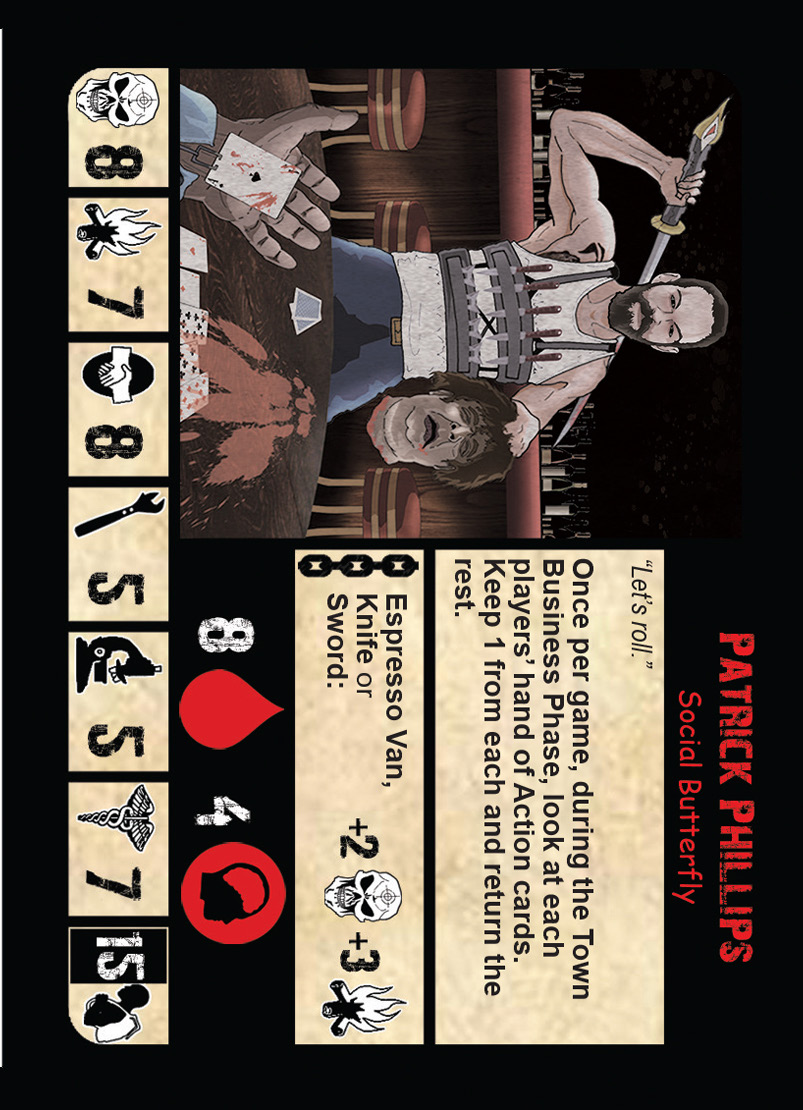 PATRICK PHILLIPS
Social Butterfly
"Let's roll."
Once per game, during the Town
Business Phase, look at each
players' hand of Action cards.
Keep 1 from each and return the
rest.
Espresso Van,
Knife or
Sword:
+2 +3
8 4
8 7 8 5 5 7 15